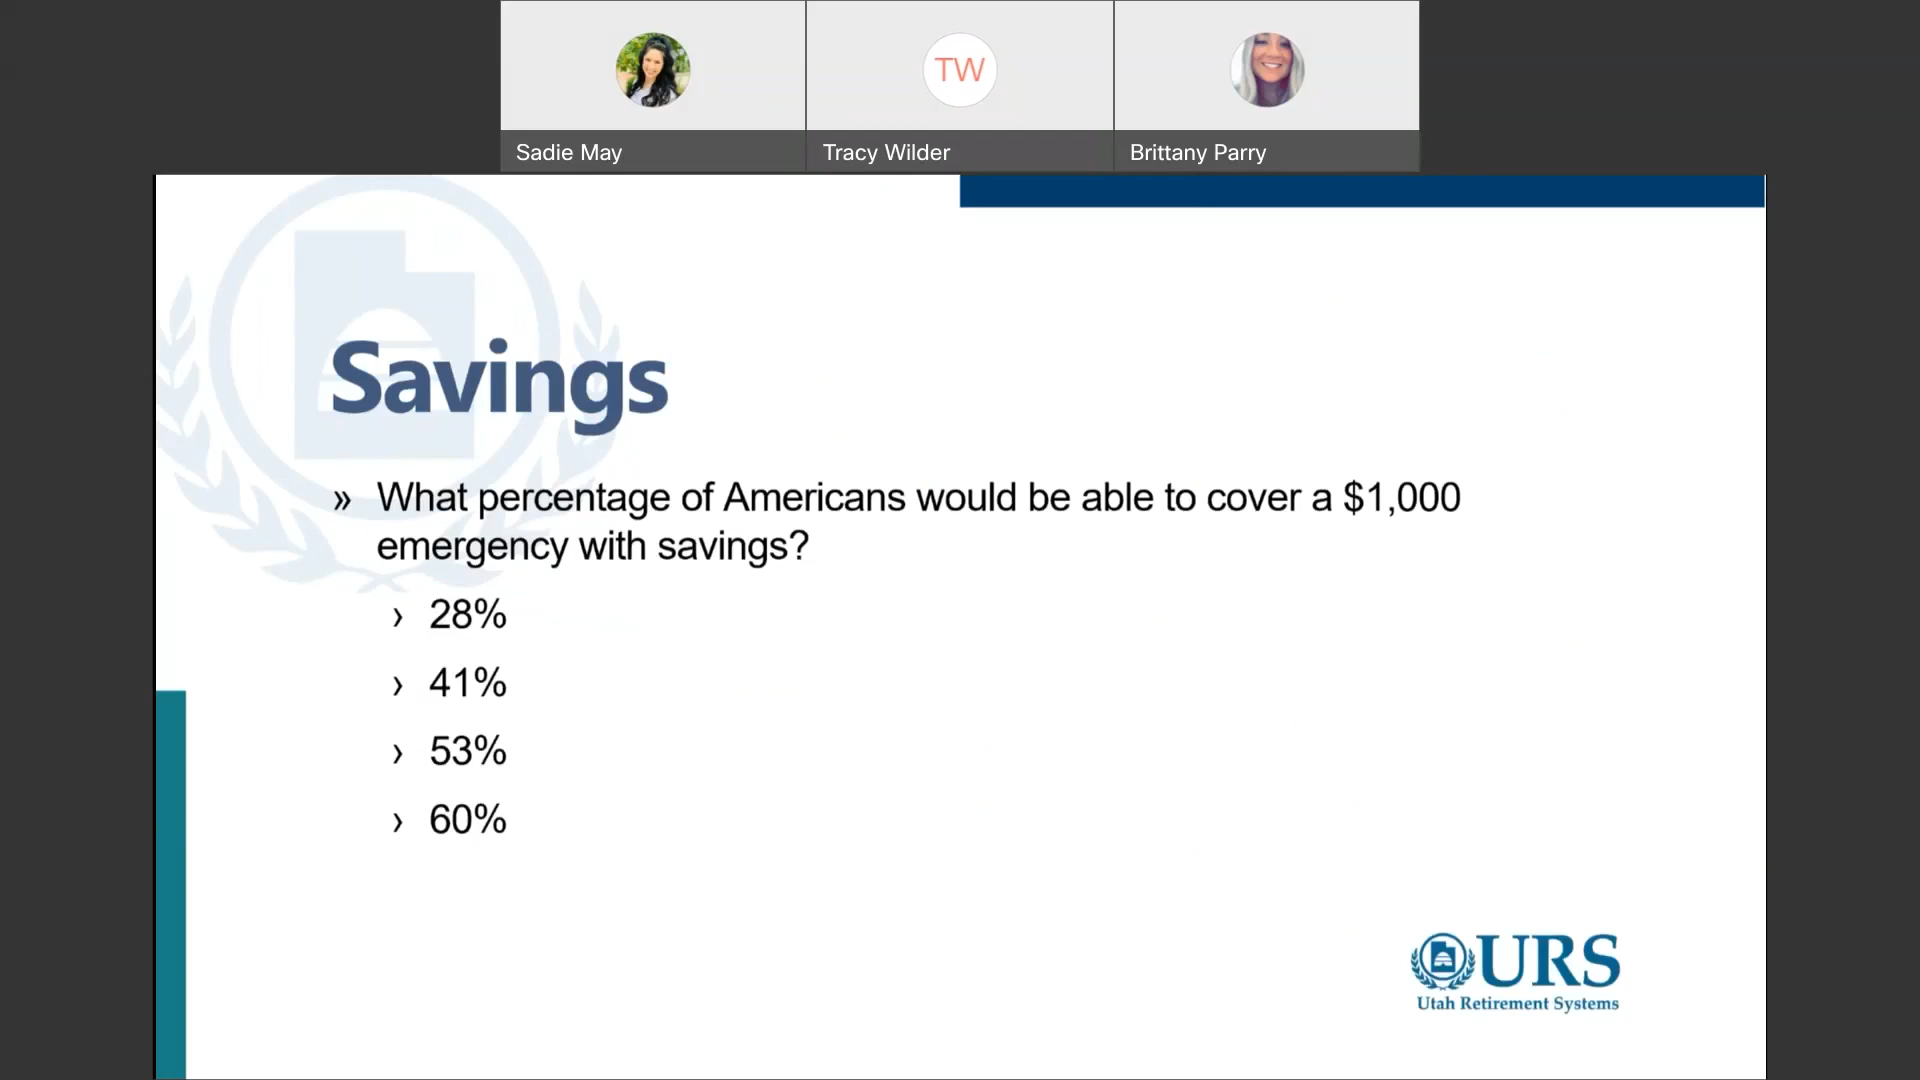 Sadie May
TW
Tracy Wilder
Brittany Parry
Savings
» What percentage of Americans would be able to cover a $1,000
emergency with savings?
› 28%
› 41%
› 53%
› 60%
URS
Utah Retirement Systems